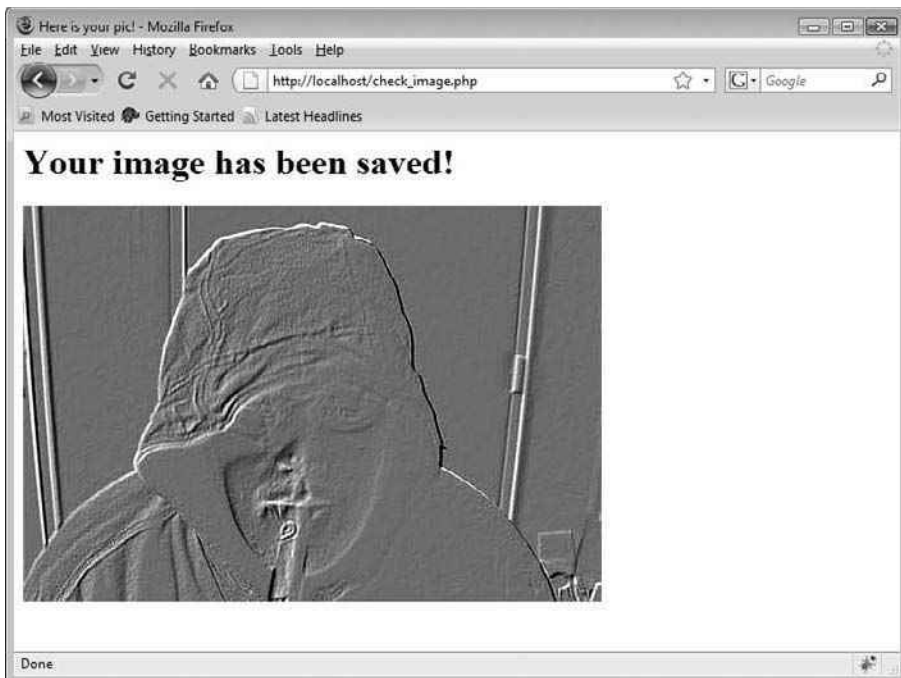 Here is your pic! - Mozilla Firefox
File Edit View History Bookmarks Tools Help
http://localhost/check_image.php
Google
Most Visited Getting Started Latest Headlines
Your image has been saved!
Done